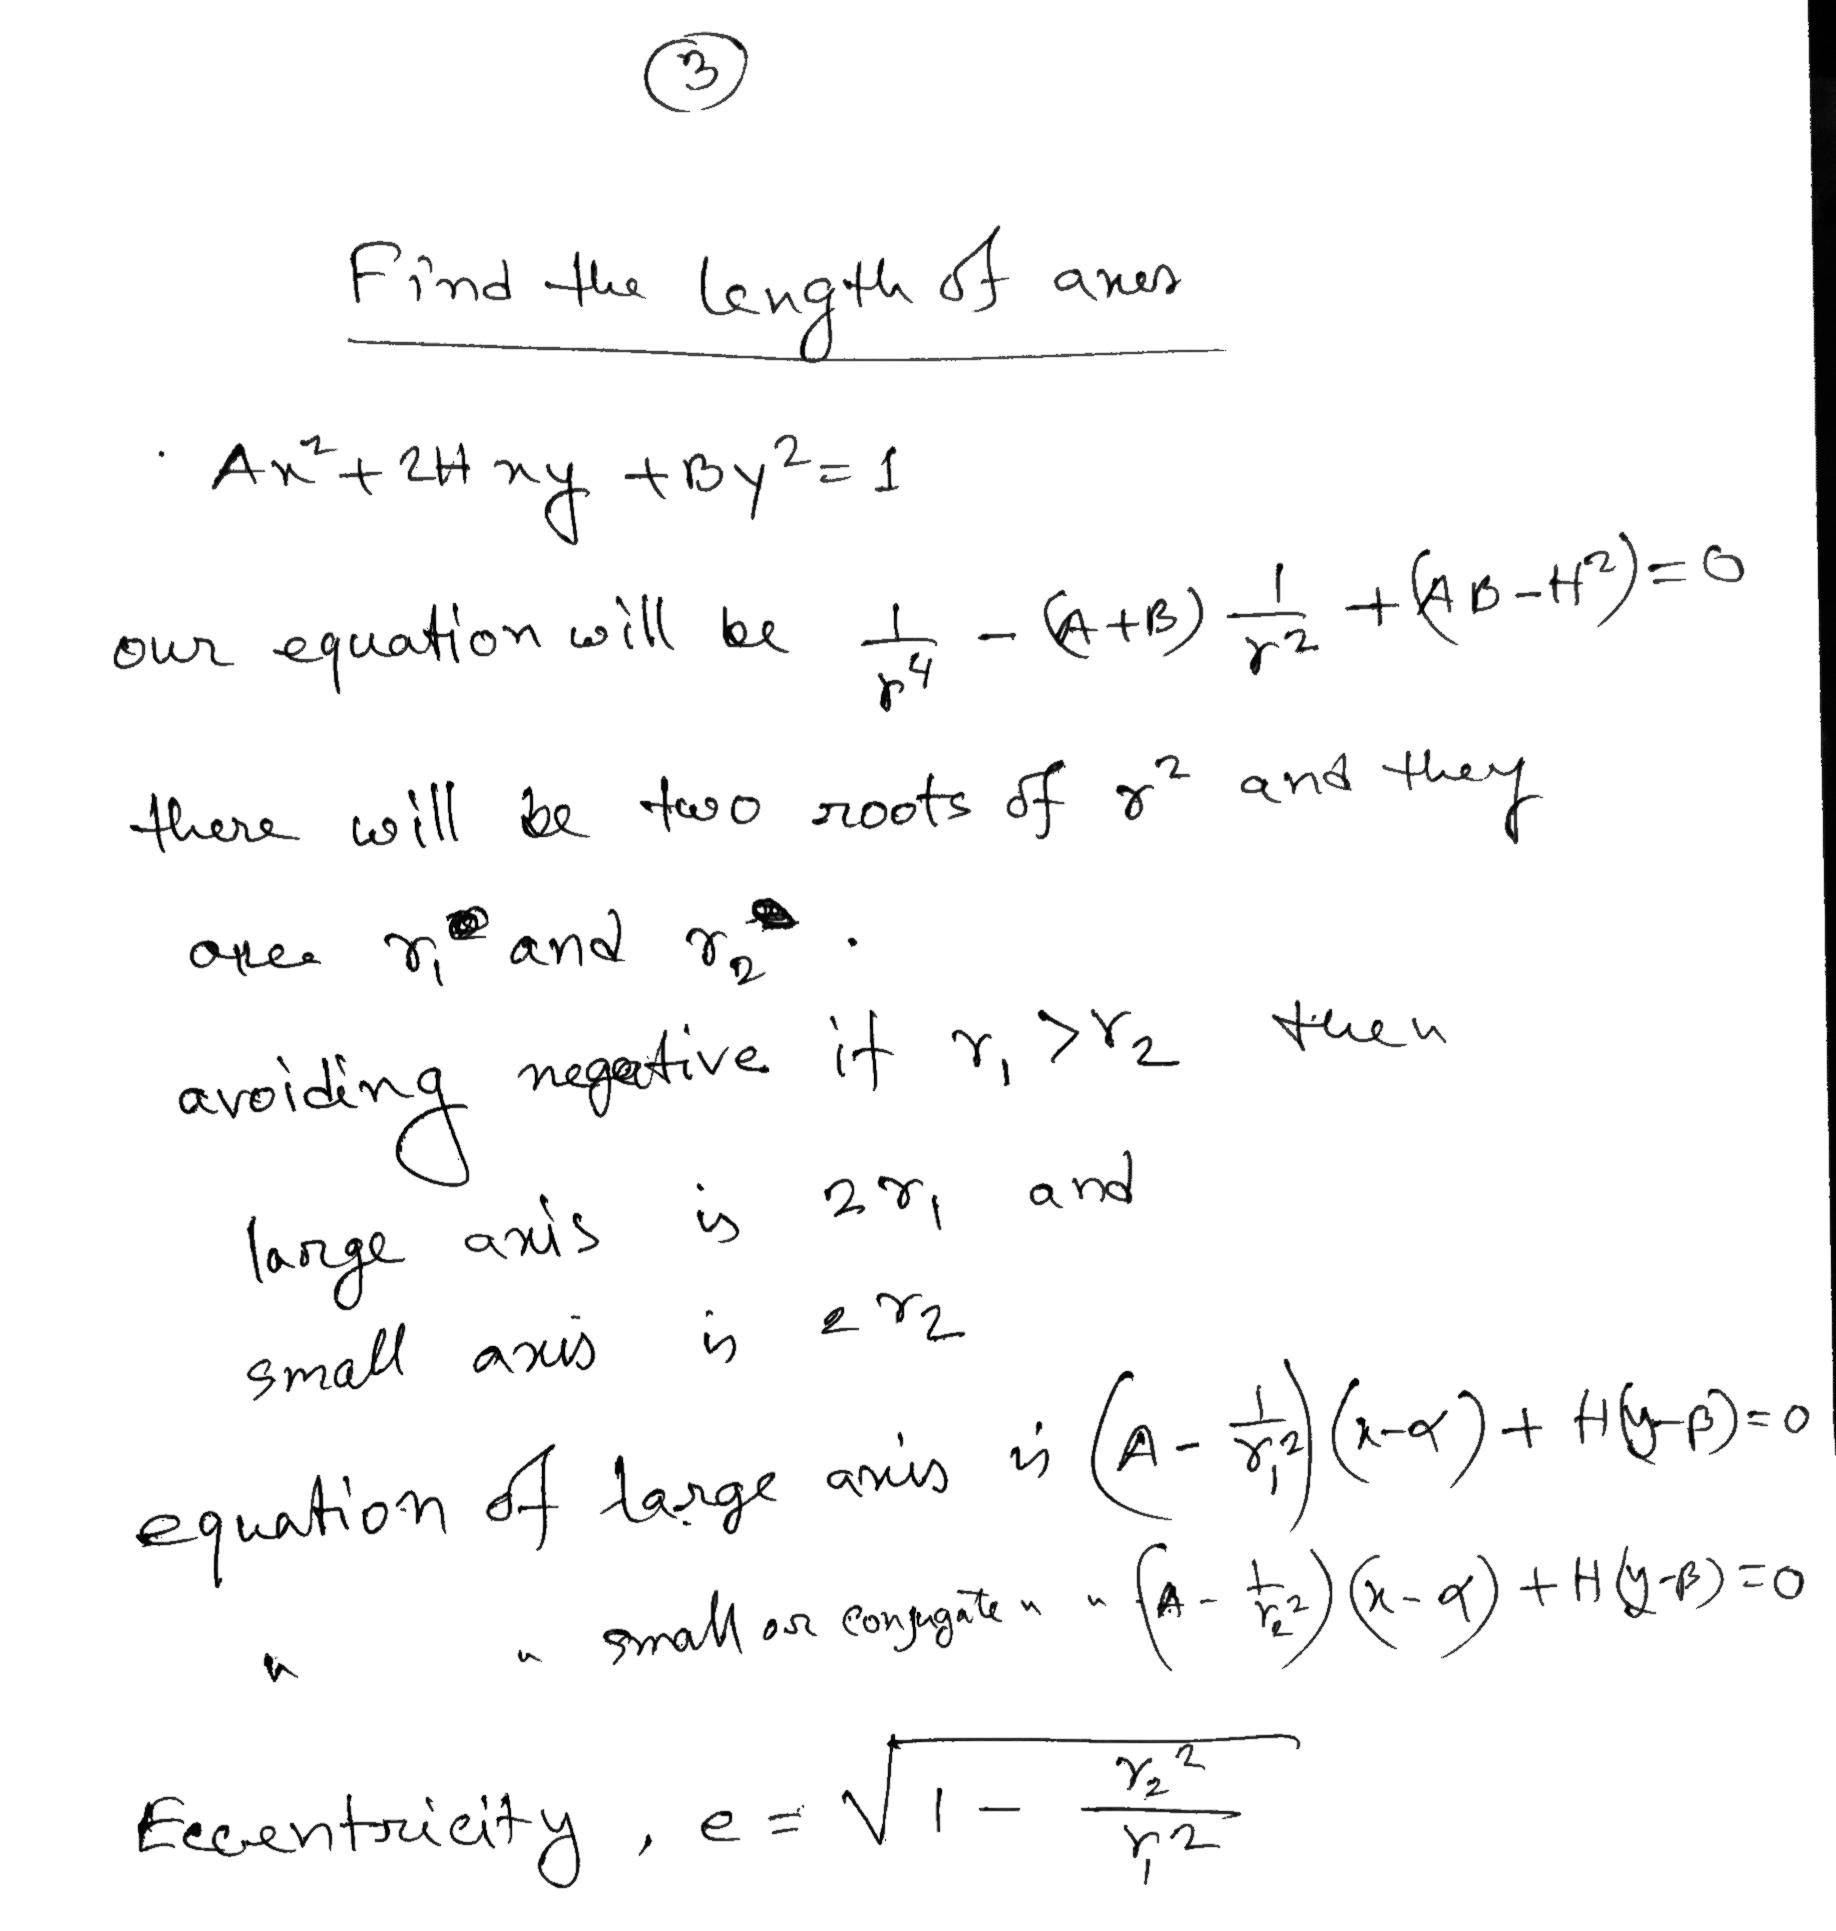 3
Find the length of axes
. Ax² + 2Hxy + By² = 1
our equation will be 1/r⁴ - (A+B) 1/r² + (AB-H²) = 0
there will be two roots of r² and they
are r₁ and r₂ .
avoiding negative if r₁ > r₂ then
large axis is 2r₁ and
small axis is 2r₂
equation of large axis is (A - 1/r₁²)(x-α) + H(y-β) = 0
" " small or conjugate " " (A - 1/r₂²)(x-α) + H(y-β) = 0
Eccentricity, e = √(1 - r₂²/r₁²)